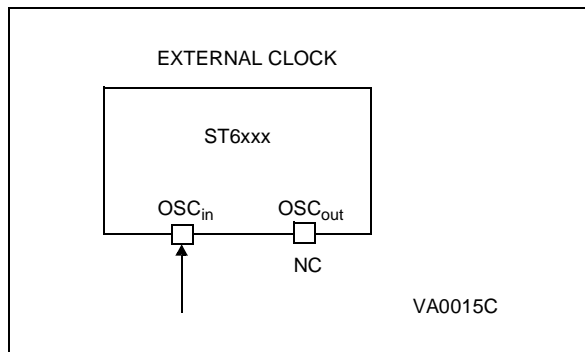 EXTERNAL CLOCK
ST6xxx
OSCin OSCout
NC
VA0015C